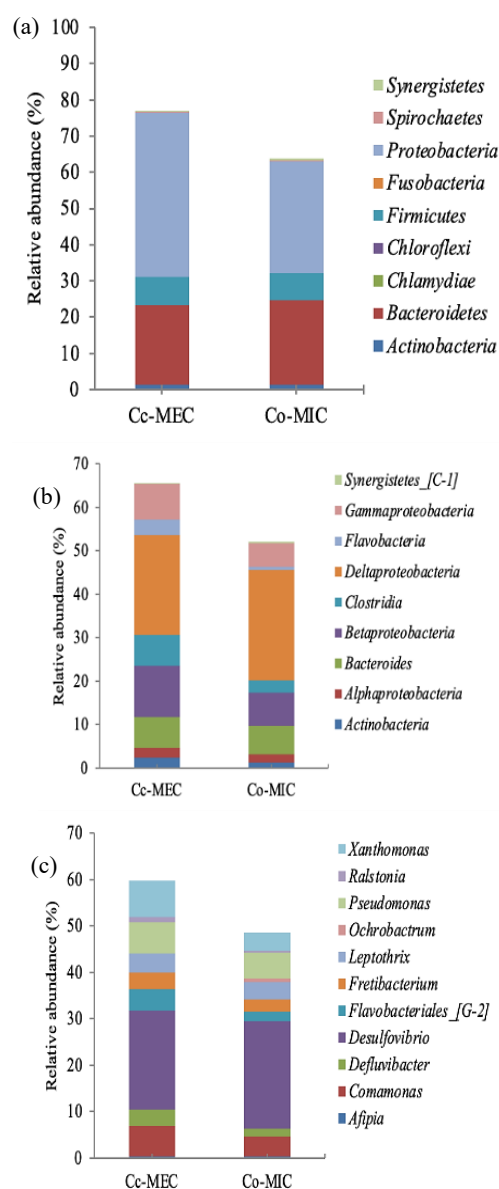 (a)
100
90
80
70
60
50
40
30
20
10
0
Relative abundance (%)
Cc-MEC
Co-MIC
Synergistetes
Spirochaetes
Proteobacteria
Fusobacteria
Firmicutes
Chloroflexi
Chlamydiae
Bacteroidetes
Actinobacteria
(b)
70
60
50
40
30
20
10
0
Relative abundance (%)
Cc-MEC
Co-MIC
Synergistetes_[C-1]
Gammaproteobacteria
Flavobacteria
Deltaproteobacteria
Clostridia
Betaproteobacteria
Bacteroides
Alphaproteobacteria
Actinobacteria
(c)
70
60
50
40
30
20
10
0
Relative abundance (%)
Cc-MEC
Co-MIC
Xanthomonas
Ralstonia
Pseudomonas
Ochrobactrum
Leptothrix
Fretibacterium
Flavobacteriales_[G-2]
Desulfovibrio
Defluvibacter
Comamonas
Afipia